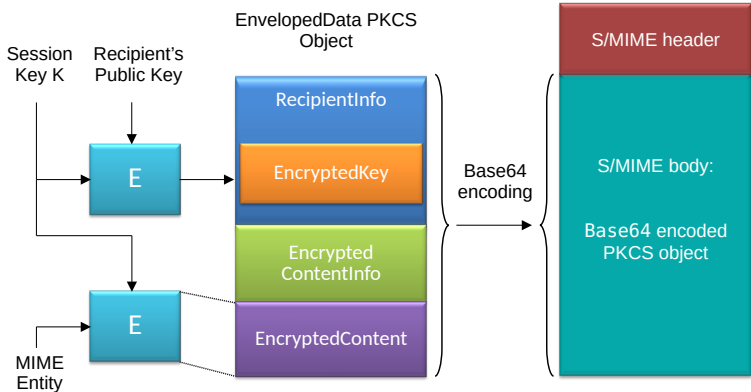 EnvelopedData PKCS
Object
Session
Key K
Recipient's
Public Key
S/MIME header
RecipientInfo
E
EncryptedKey
Base64
encoding
S/MIME body:
Base64 encoded
PKCS object
Encrypted
ContentInfo
E
EncryptedContent
MIME
Entity